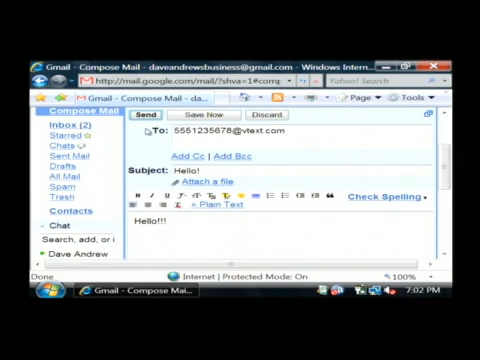 Gmail - Compose Mail - daveandrewsbusiness@gmail.com - Windows Intern...
http://mail.google.com/mail/?shva=1#comp
Yahoo! Search
Gmail - Compose Mail - da...
Page
Tools
Compose Mail
Send
Save Now
Discard
Inbox (2)
To:
5551235678@vtext.com
Starred
Chats
Sent Mail
Add Cc | Add Bcc
Drafts
All Mail
Subject:
Hello!
Spam
Attach a file
Trash
B I U
Check Spelling
« Plain Text
Contacts
Chat
Hello!!!
Search, add, or i
Dave Andrew
Done
Internet | Protected Mode: On
100%
Gmail - Compose Mai...
7:02 PM